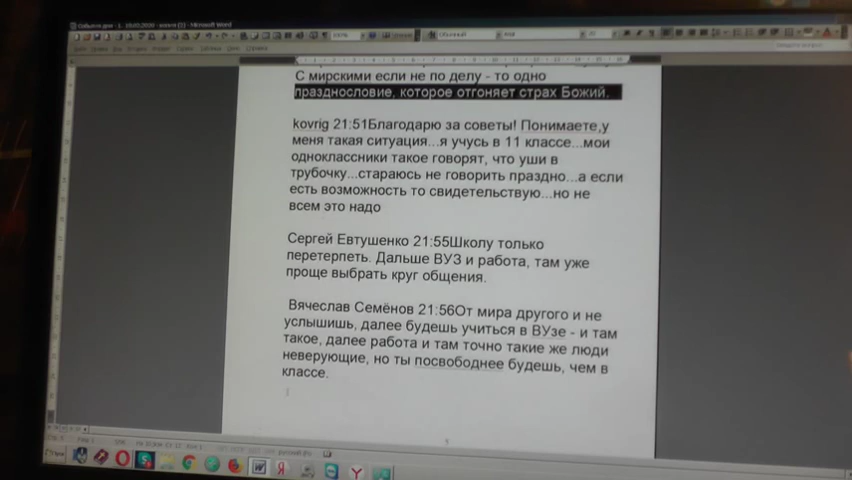 Microsoft Word
100%
Обычный
С мирскими если не по делу - то одно
празднословие, которое отгоняет страх Божий.
kovrig 21:51Благодарю за советы! Понимаете,у
меня такая ситуация...я учусь в 11 классе...мои
одноклассники такое говорят, что уши в
трубочку...стараюсь не говорить праздно...а если
есть возможность то свидетельствую...но не
всем это надо
Сергей Евтушенко 21:55Школу только
перетерпеть. Дальше ВУЗ и работа, там уже
проще выбрать круг общения.
Вячеслав Семёнов 21:56От мира другого и не
услышишь, далее будешь учиться в ВУзе - и там
такое, далее работа и там точно такие же люди
неверующие, но ты посвободнее будешь, чем в
классе.